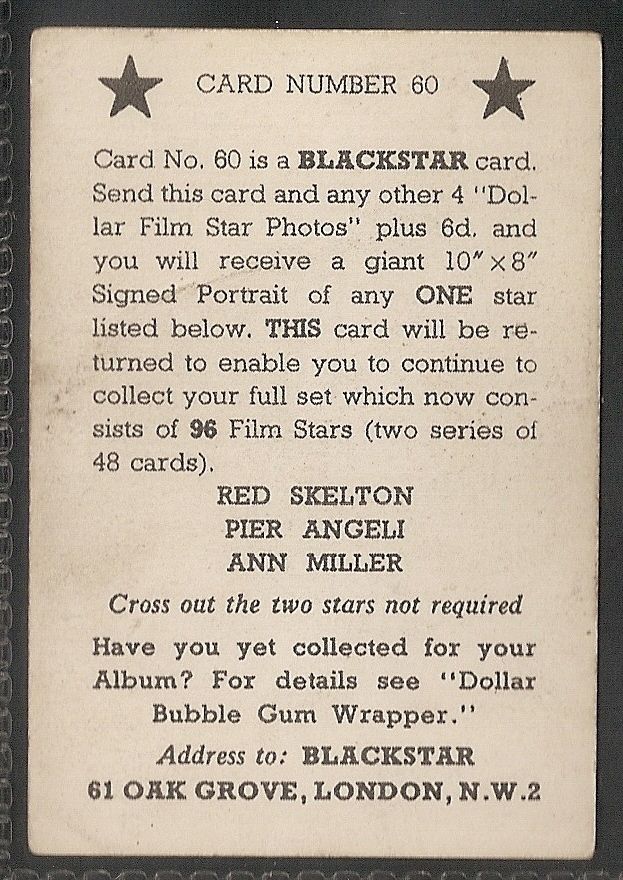 CARD NUMBER 60
Card No. 60 is a BLACKSTAR card.
Send this card and any other 4 "Dol-
lar Film Star Photos" plus 6d. and
you will receive a giant 10" × 8"
Signed Portrait of any ONE star
listed below. THIS card will be re-
turned to enable you to continue to
collect your full set which now con-
sists of 96 Film Stars (two series of
48 cards).
RED SKELTON
PIER ANGELI
ANN MILLER
Cross out the two stars not required
Have you yet collected for your
Album? For details see "Dollar
Bubble Gum Wrapper."
Address to: BLACKSTAR
61 OAK GROVE, LONDON, N.W.2